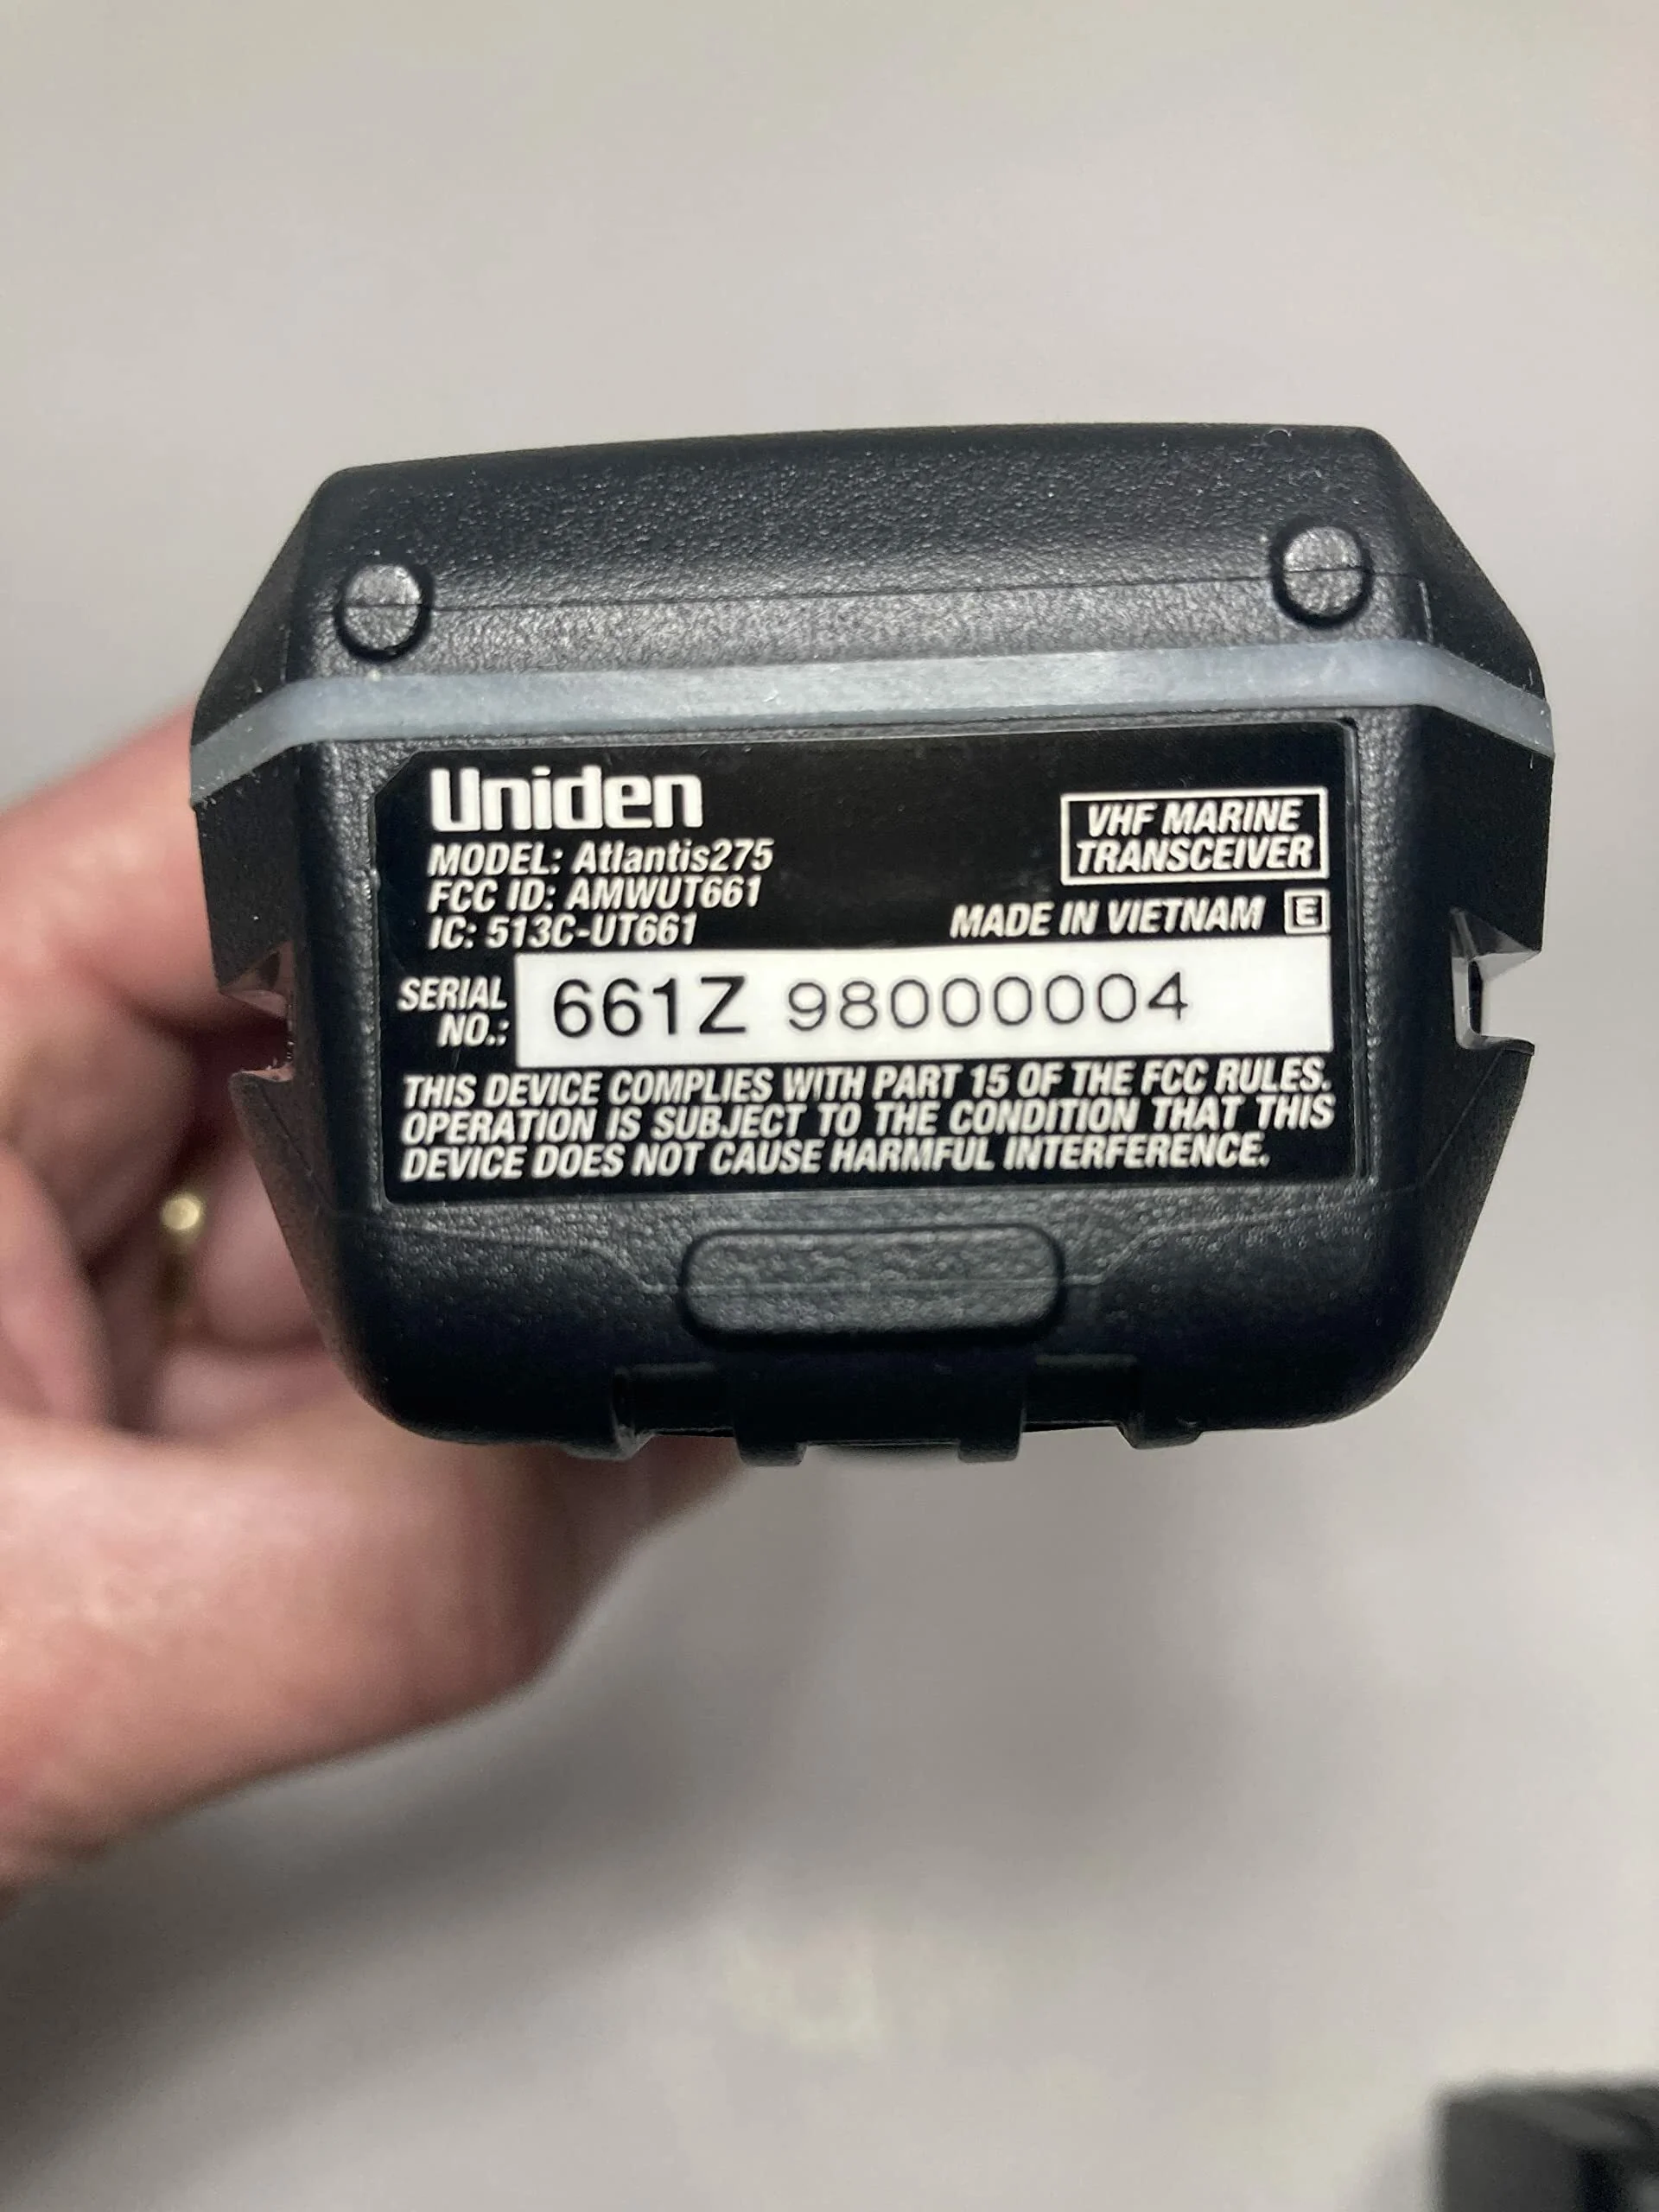 Uniden
MODEL: Atlantis275
FCC ID: AMWUT661
IC: 513C-UT661
VHF MARINE
TRANSCEIVER
MADE IN VIETNAM E
SERIAL
NO.:
661Z 98000004
THIS DEVICE COMPLIES WITH PART 15 OF THE FCC RULES.
OPERATION IS SUBJECT TO THE CONDITION THAT THIS
DEVICE DOES NOT CAUSE HARMFUL INTERFERENCE.